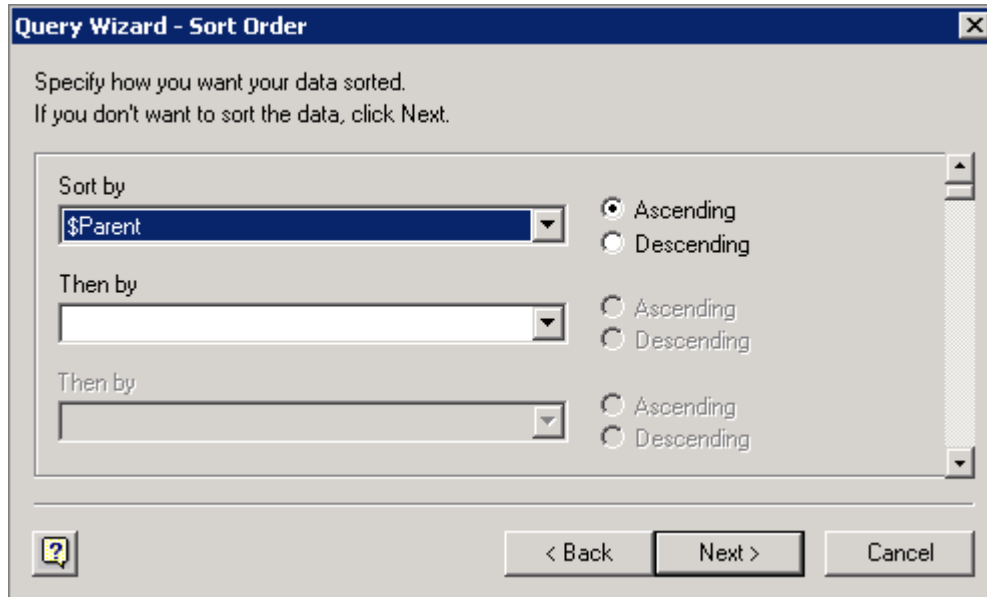 Query Wizard - Sort Order
Specify how you want your data sorted.
If you don't want to sort the data, click Next.
Sort by
$Parent
Ascending
Descending
Then by
Ascending
Descending
Then by
Ascending
Descending
?
< Back
Next >
Cancel